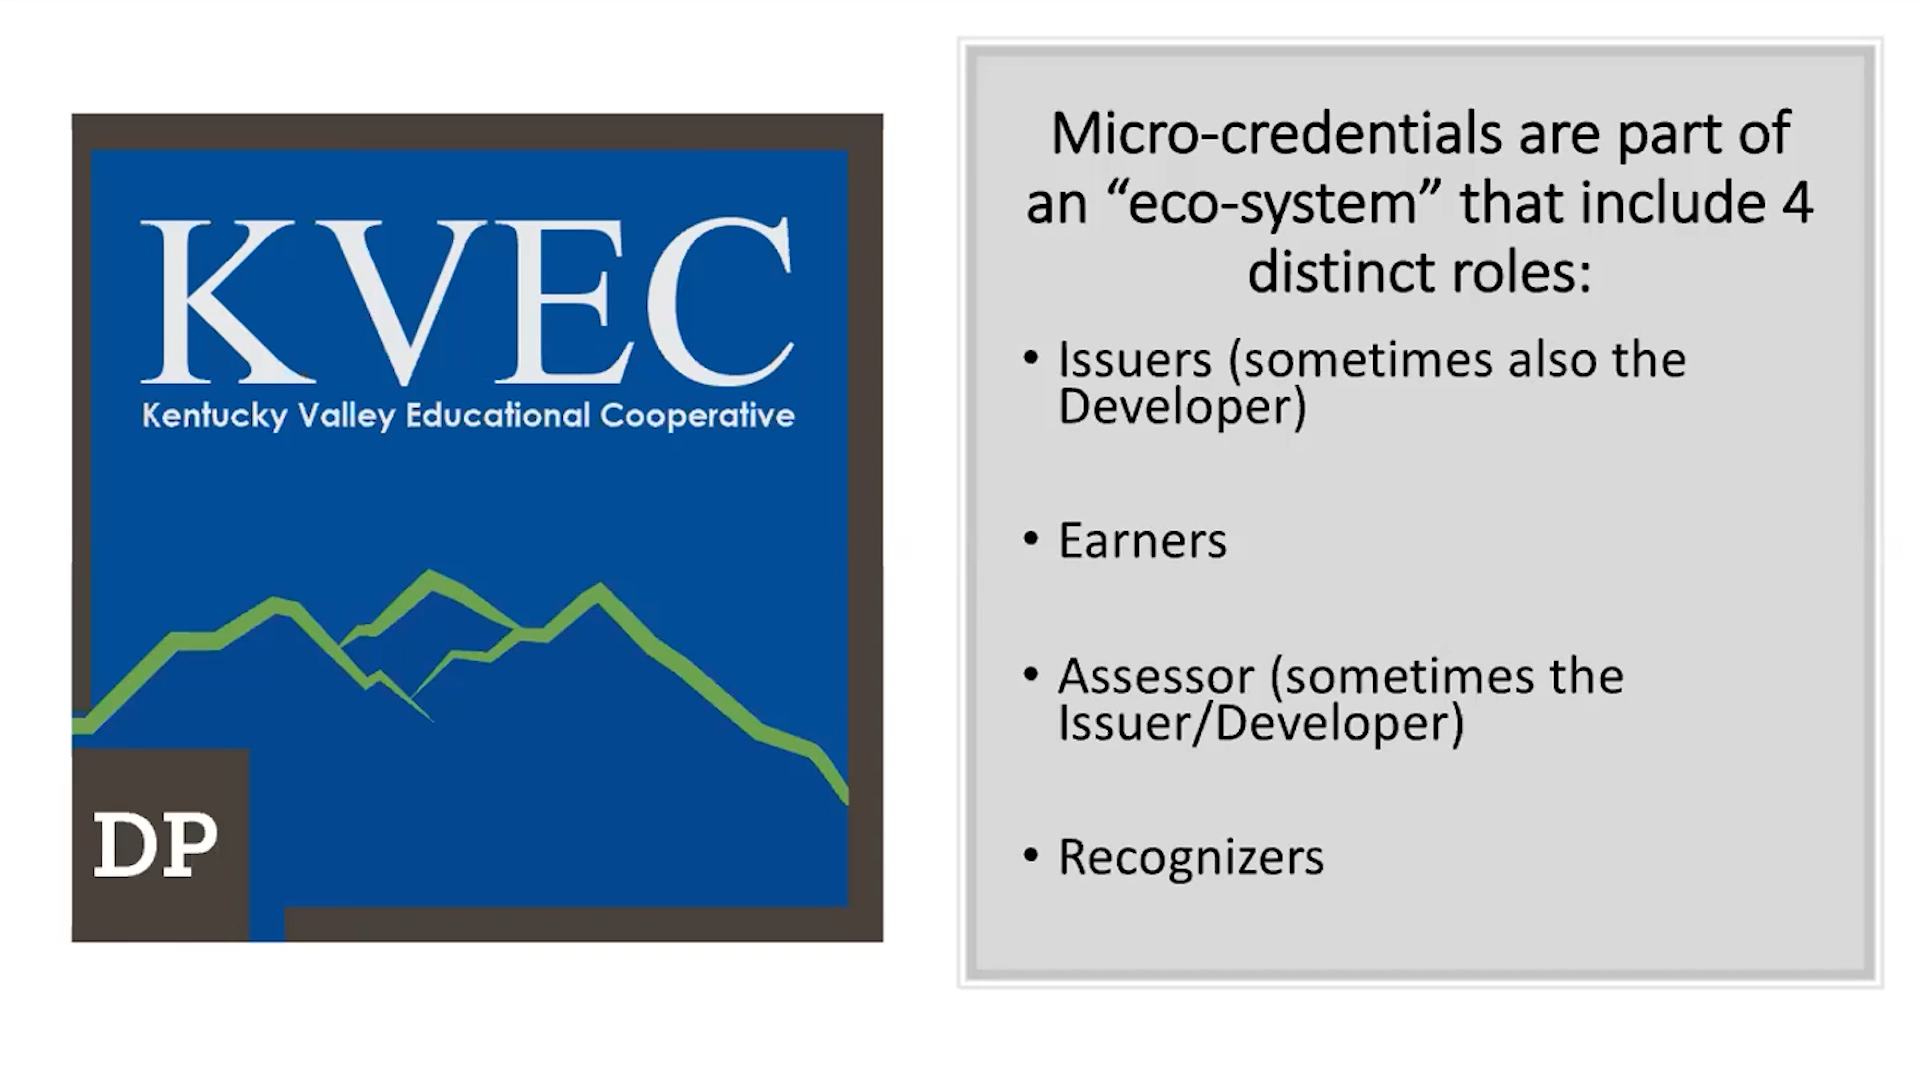 KVEC
Kentucky Valley Educational Cooperative
DP
Micro-credentials are part of
an “eco-system” that include 4
distinct roles:
• Issuers (sometimes also the
Developer)
• Earners
• Assessor (sometimes the
Issuer/Developer)
• Recognizers